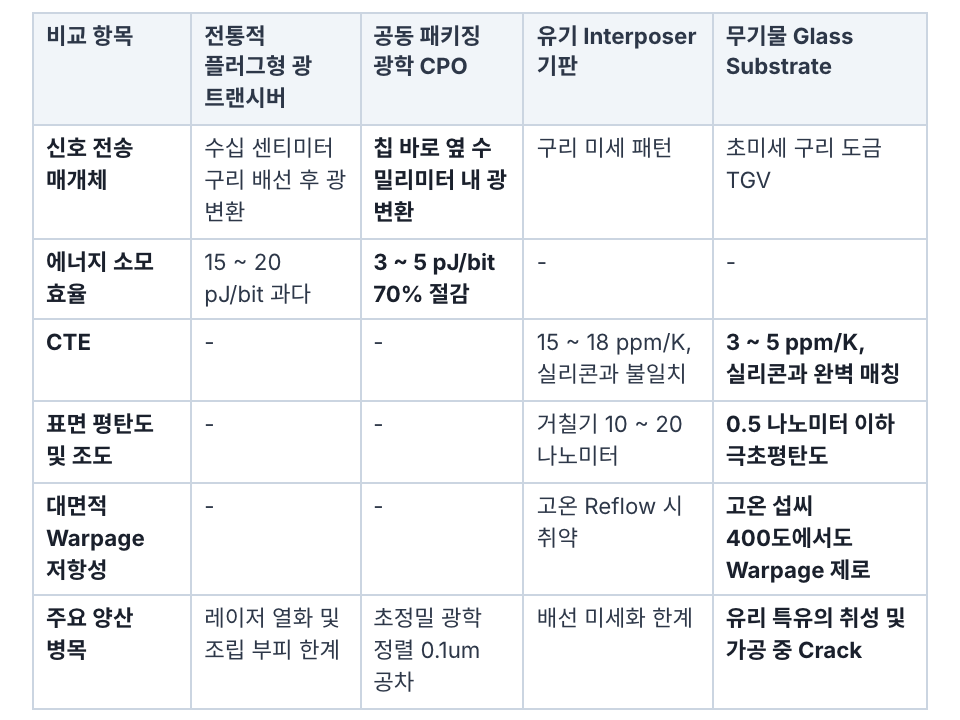 비교 항목
전통적
플러그형 광
트랜시버
공동 패키징
광학 CPO
유기 Interposer
기판
무기물 Glass
Substrate
신호 전송
매개체
수십 센티미터
구리 배선 후 광
변환
칩 바로 옆 수
밀리미터 내 광
변환
구리 미세 패턴
초미세 구리 도금
TGV
에너지 소모
효율
15 ~ 20
pJ/bit 과다
3 ~ 5 pJ/bit
70% 절감
-
-
CTE
-
-
15 ~ 18 ppm/K,
실리콘과 불일치
3 ~ 5 ppm/K,
실리콘과 완벽 매칭
표면 평탄도
및 조도
-
-
거칠기 10 ~ 20
나노미터
0.5 나노미터 이하
극초평탄도
대면적
Warpage
저항성
-
-
고온 Reflow 시
취약
고온 섭씨
400도에서도
Warpage 제로
주요 양산
병목
레이저 열화 및
조립 부피 한계
초정밀 광학
정렬 0.1um
공차
배선 미세화 한계
유리 특유의 취성 및
가공 중 Crack